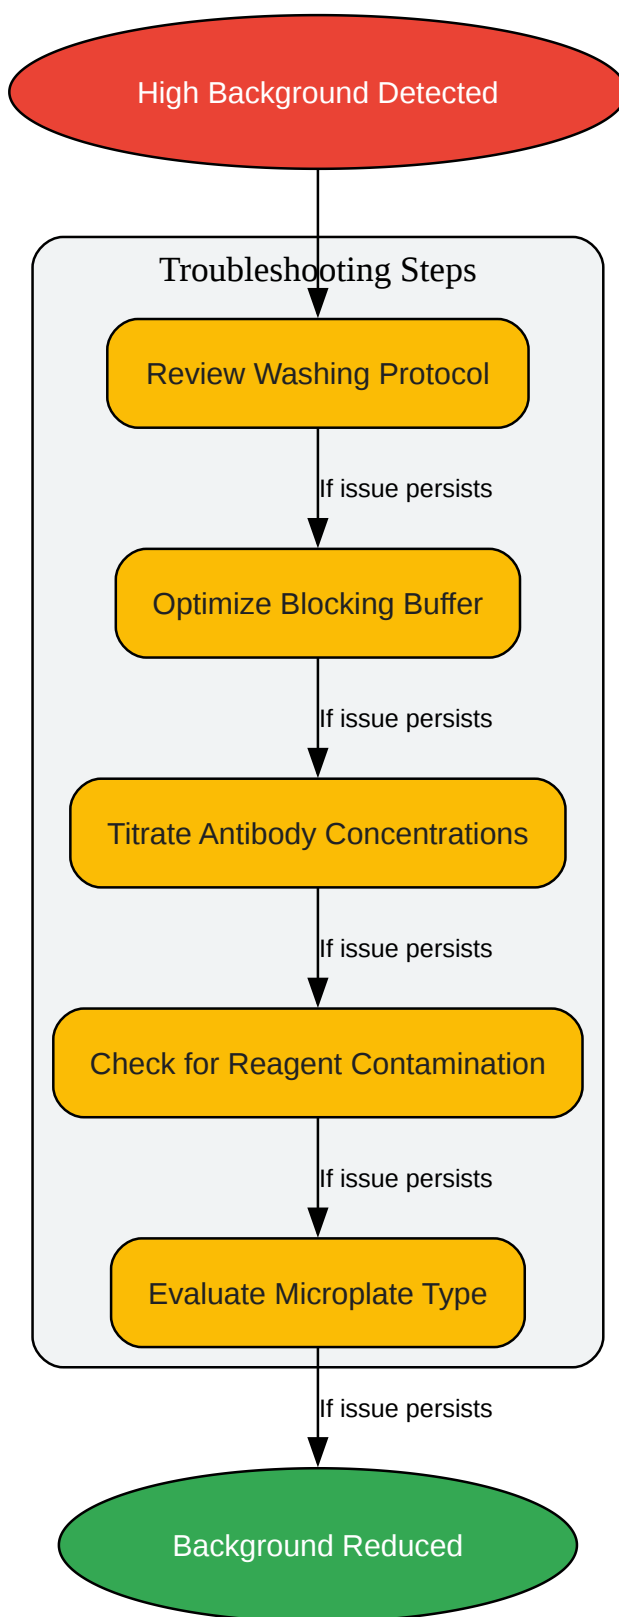 High Background Detected
Troubleshooting Steps
Review Washing Protocol
If issue persists
Optimize Blocking Buffer
If issue persists
Titrate Antibody Concentrations
If issue persists
Check for Reagent Contamination
If issue persists
Evaluate Microplate Type
If issue persists
Background Reduced